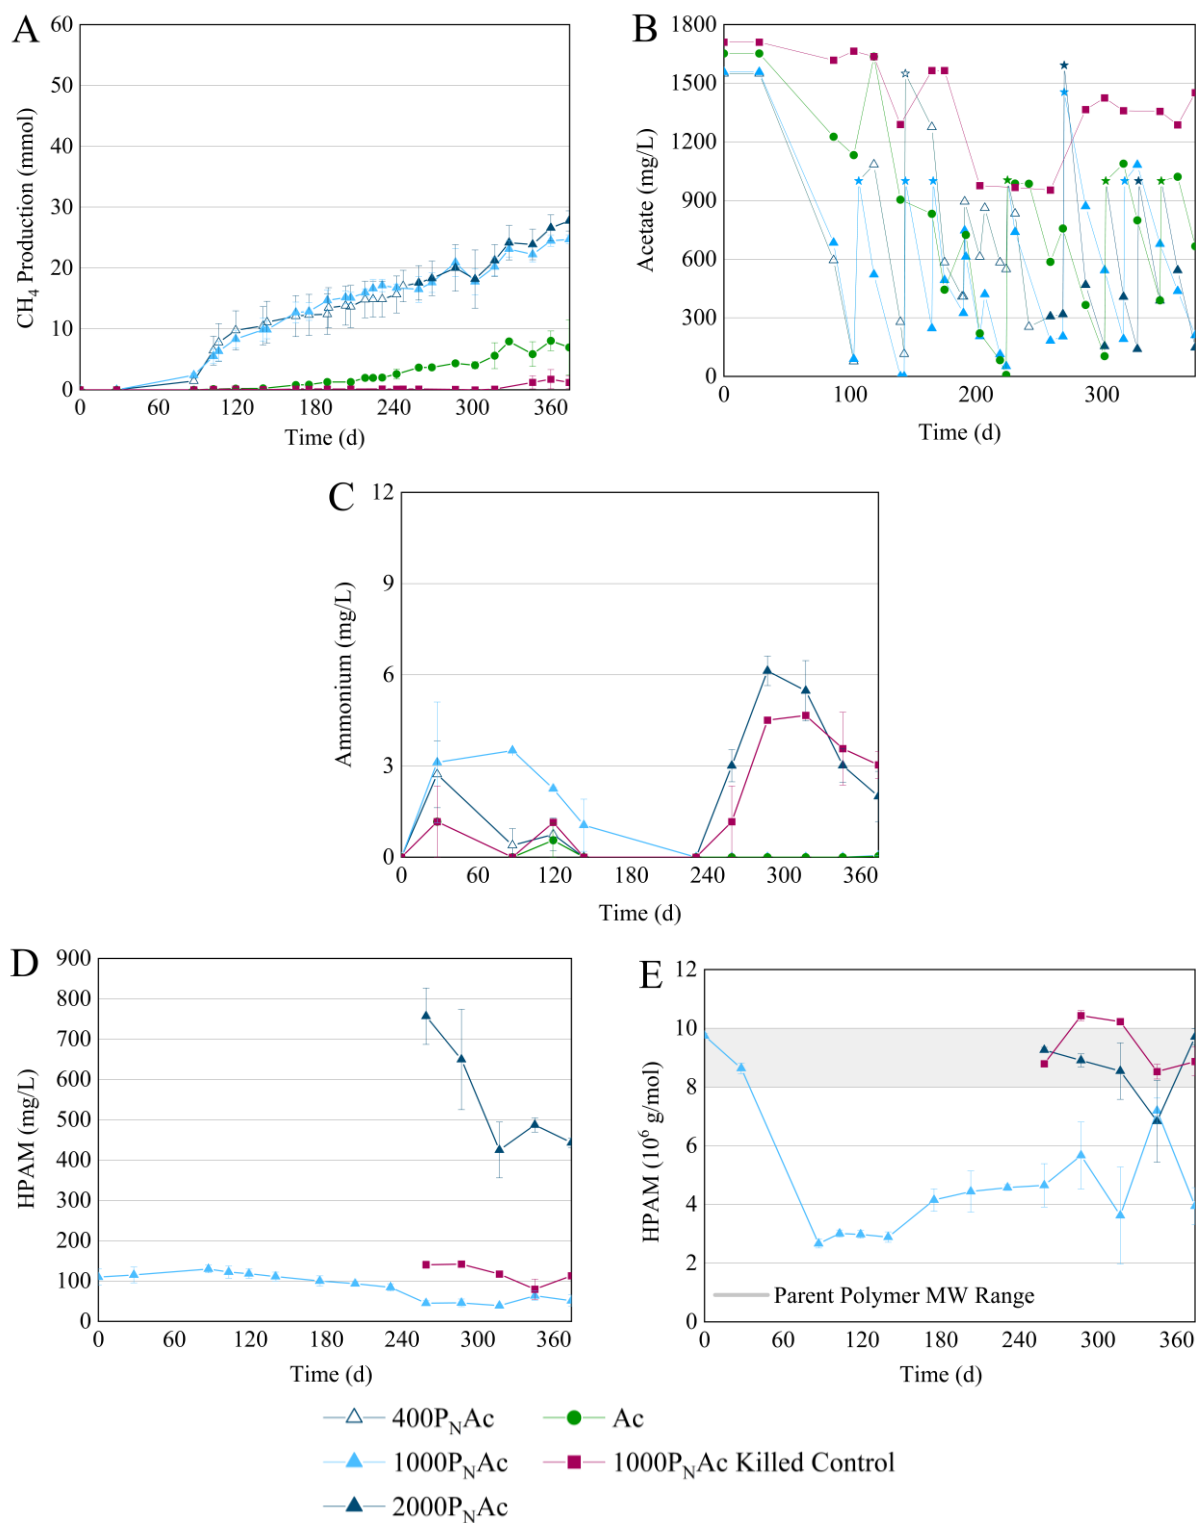 A
CH4 Production (mmol)
60
50
40
30
20
10
0
0 60 120 180 240 300 360
Time (d)
B
Acetate (mg/L)
1800
1500
1200
900
600
300
0
0 100 200 300
Time (d)
C
Ammonium (mg/L)
12
9
6
3
0
0 60 120 180 240 300 360
Time (d)
D
HPAM (mg/L)
900
800
700
600
500
400
300
200
100
0
0 60 120 180 240 300 360
Time (d)
E
HPAM (10^6 g/mol)
12
10
8
6
4
2
0
Parent Polymer MW Range
0 60 120 180 240 300 360
Time (d)
400PNAc
Ac
1000PNAc
1000PNAc Killed Control
2000PNAc